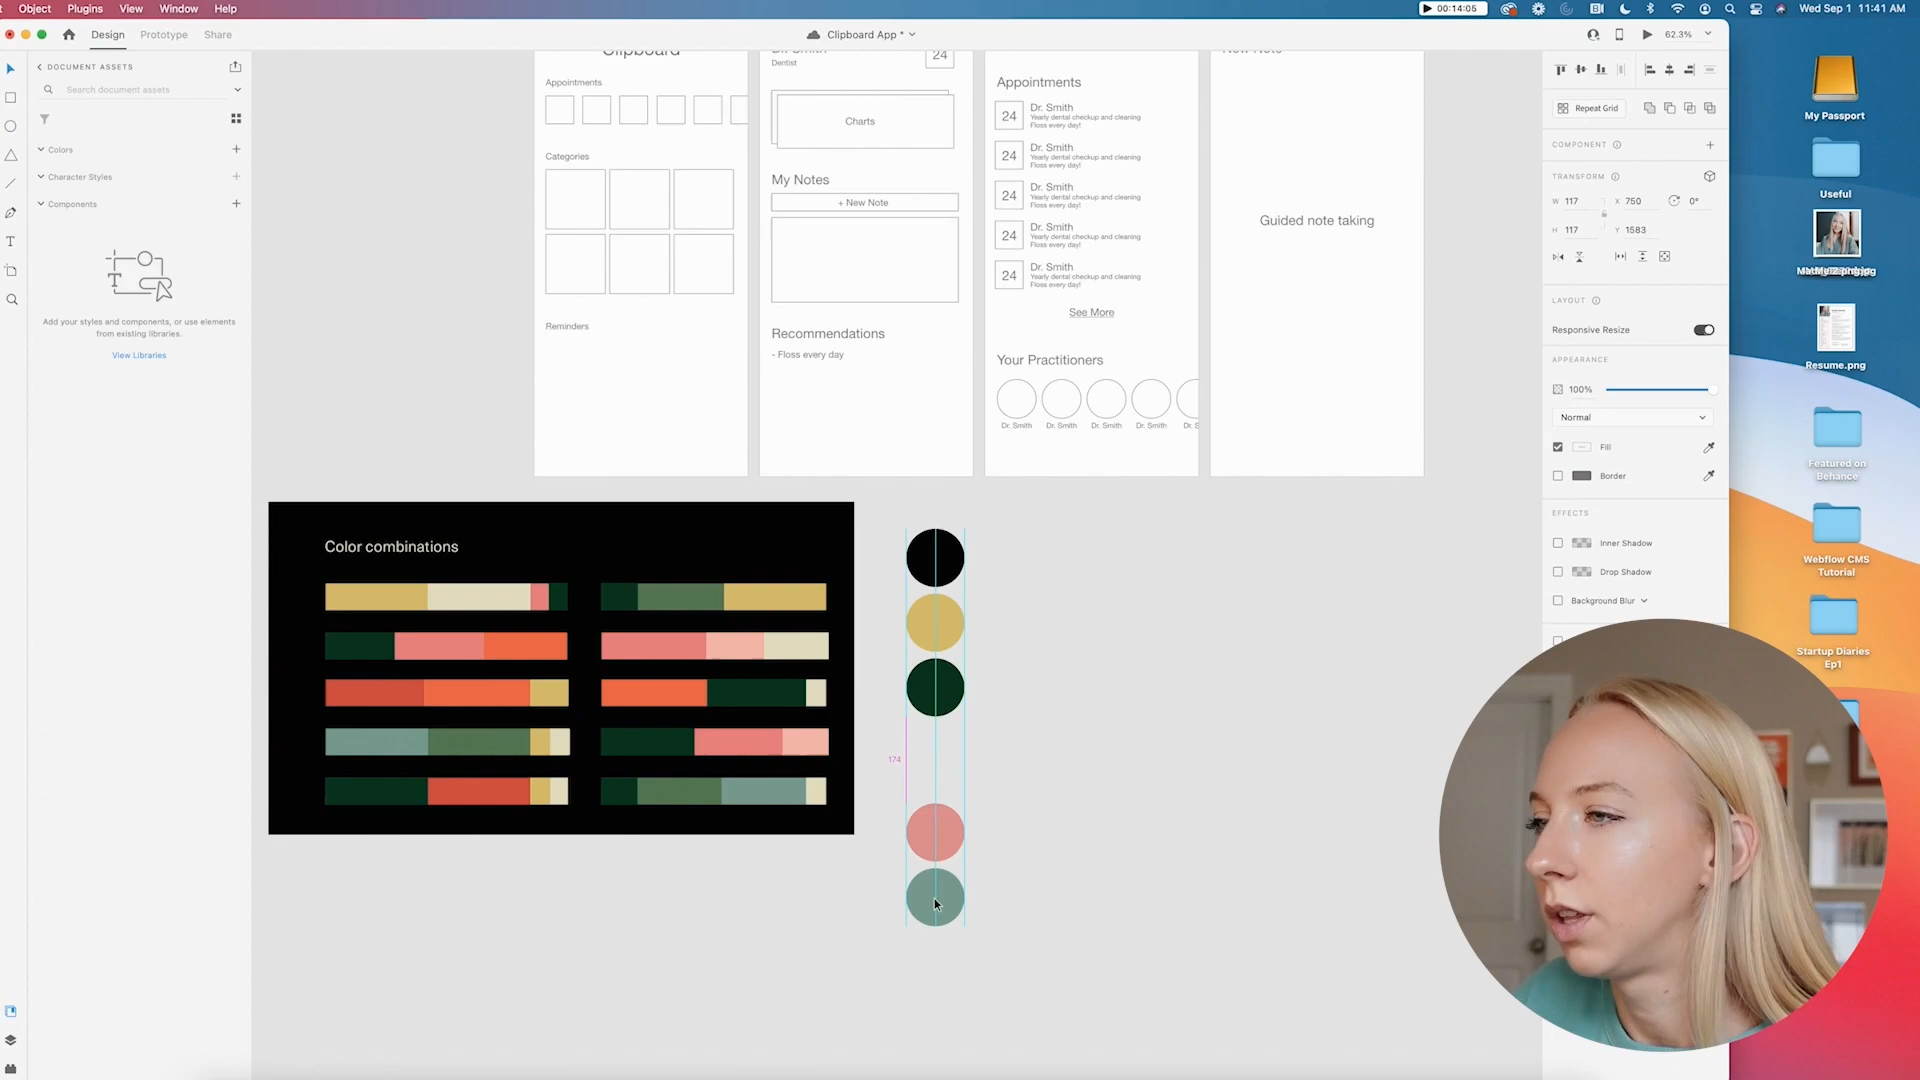 Object Plugins View Window Help
00:14:05
Wed Sep 1 11:41 AM
Design Prototype Share
Clipboard App *
62.3%
DOCUMENT ASSETS
Search document assets
Colors
Character Styles
Components
Add your styles and components, or use elements
from existing libraries.
View Libraries
Clipboard
Appointments
Categories
Reminders
Dentist
24
Charts
My Notes
+ New Note
Recommendations
- Floss every day
Appointments
24
Dr. Smith
Yearly dental checkup and cleaning
Floss every day!
24
Dr. Smith
Yearly dental checkup and cleaning
Floss every day!
24
Dr. Smith
Yearly dental checkup and cleaning
Floss every day!
24
Dr. Smith
Yearly dental checkup and cleaning
Floss every day!
24
Dr. Smith
Yearly dental checkup and cleaning
Floss every day!
See More
Your Practitioners
Dr. Smith Dr. Smith Dr. Smith Dr. Smith Dr. S
New Note
Guided note taking
Color combinations
174
Repeat Grid
COMPONENT
TRANSFORM
W 117 X 750 0°
H 117 Y 1583
LAYOUT
Responsive Resize
APPEARANCE
100%
Normal
Fill
Border
EFFECTS
Inner Shadow
Drop Shadow
Background Blur
My Passport
Useful
Resume.png
Featured on
Behance
Webflow CMS
Tutorial
Startup Diaries
Ep1